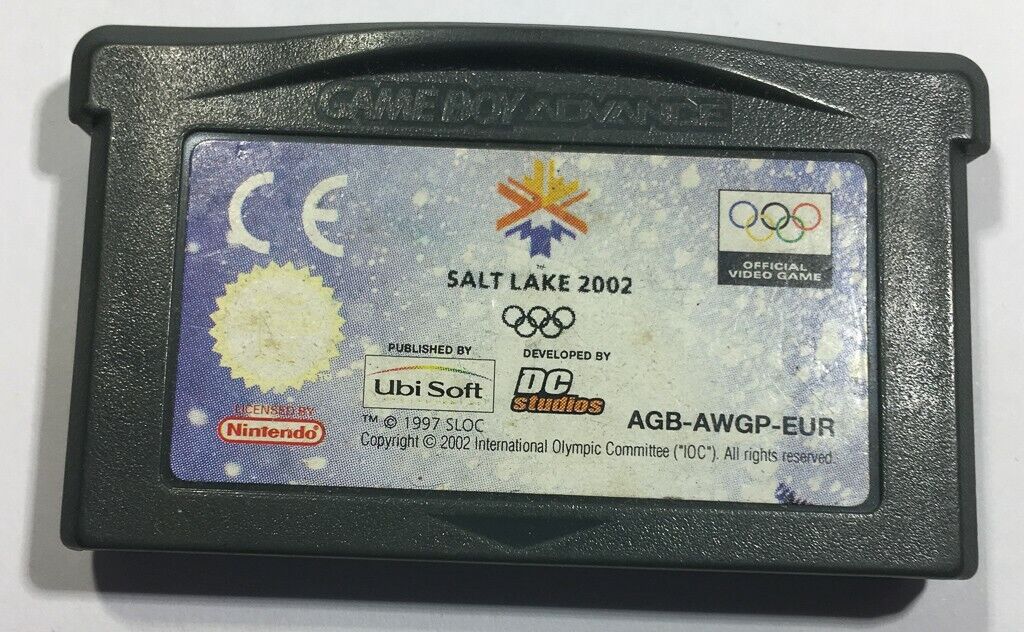 GAME BOY ADVANCE
CE
SALT LAKE 2002
OFFICIAL
VIDEO GAME
PUBLISHED BY
Ubi Soft
DEVELOPED BY
DC
studios
LICENSED BY
Nintendo
TM © 1997 SLOC
AGB-AWGP-EUR
Copyright © 2002 International Olympic Committee ("IOC"). All rights reserved.